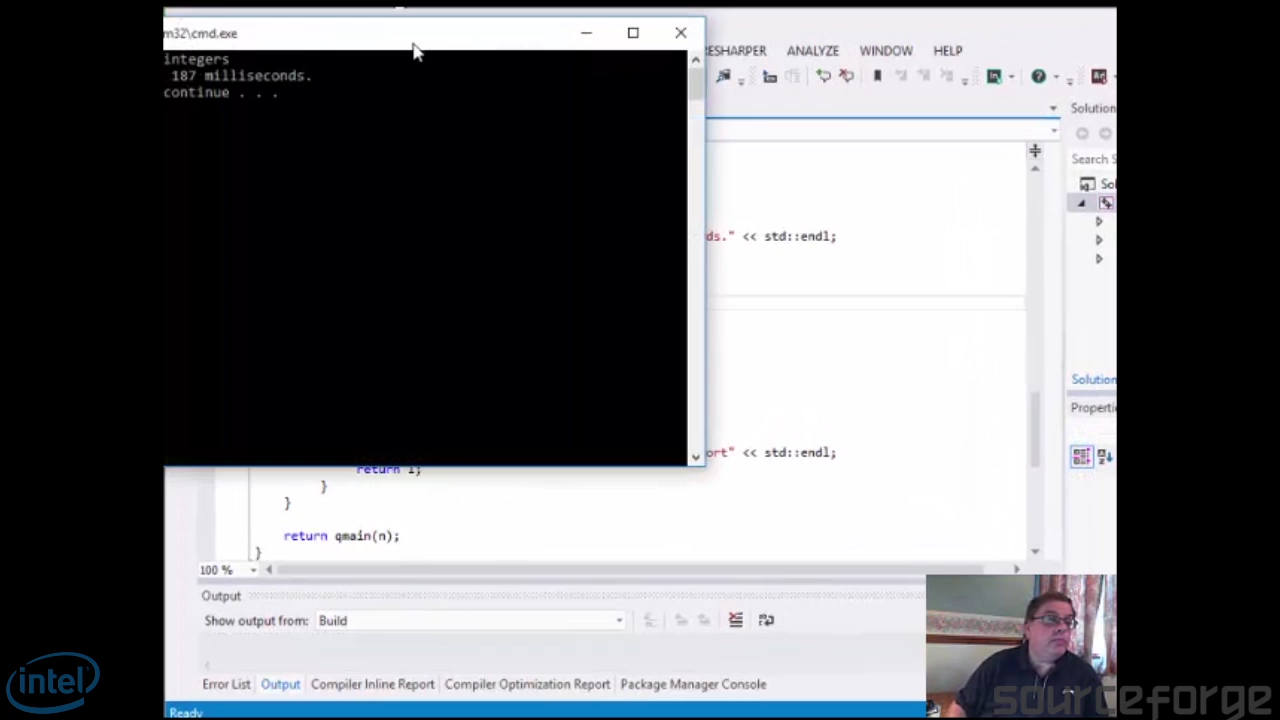 m32\cmd.exe
integers
187 milliseconds.
continue . . .
ESHARPER ANALYZE WINDOW HELP
Solution
Search S
So
ds." << std::endl;
Solution
Properti
ort" << std::endl;
return 1;
}
}
return qmain(n);
}
100 %
Output
Show output from: Build
Error List Output Compiler Inline Report Compiler Optimization Report Package Manager Console
Ready
intel
sourceforge